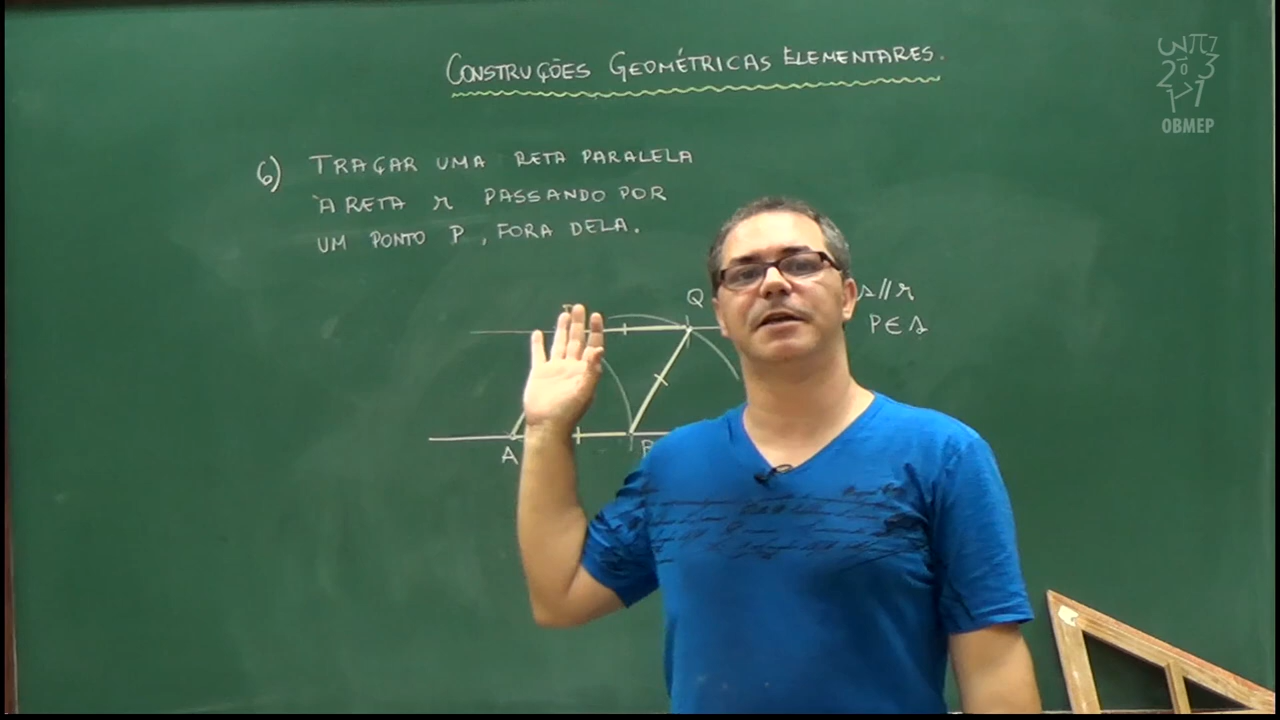 CONSTRUÇÕES GEOMÉTRICAS ELEMENTARES.
OBMEP
6) TRAÇAR UMA RETA PARALELA
À RETA r PASSANDO POR
UM PONTO P, FORA DELA.
Q
s // r
P ∈ s
A